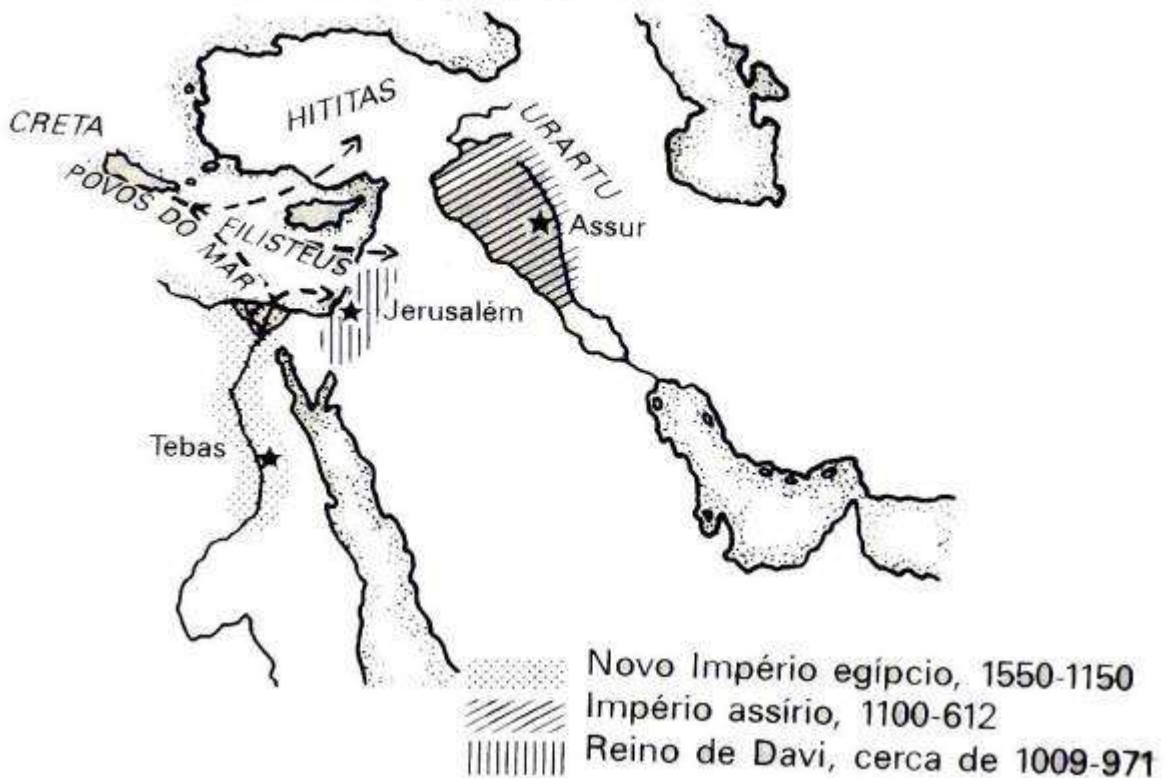 CRETA
HITITAS
URARTU
POVOS DO MAR
FILISTEUS
Assur
Jerusalém
Tebas
Novo Império egípcio, 1550-1150
Império assírio, 1100-612
Reino de Davi, cerca de 1009-971